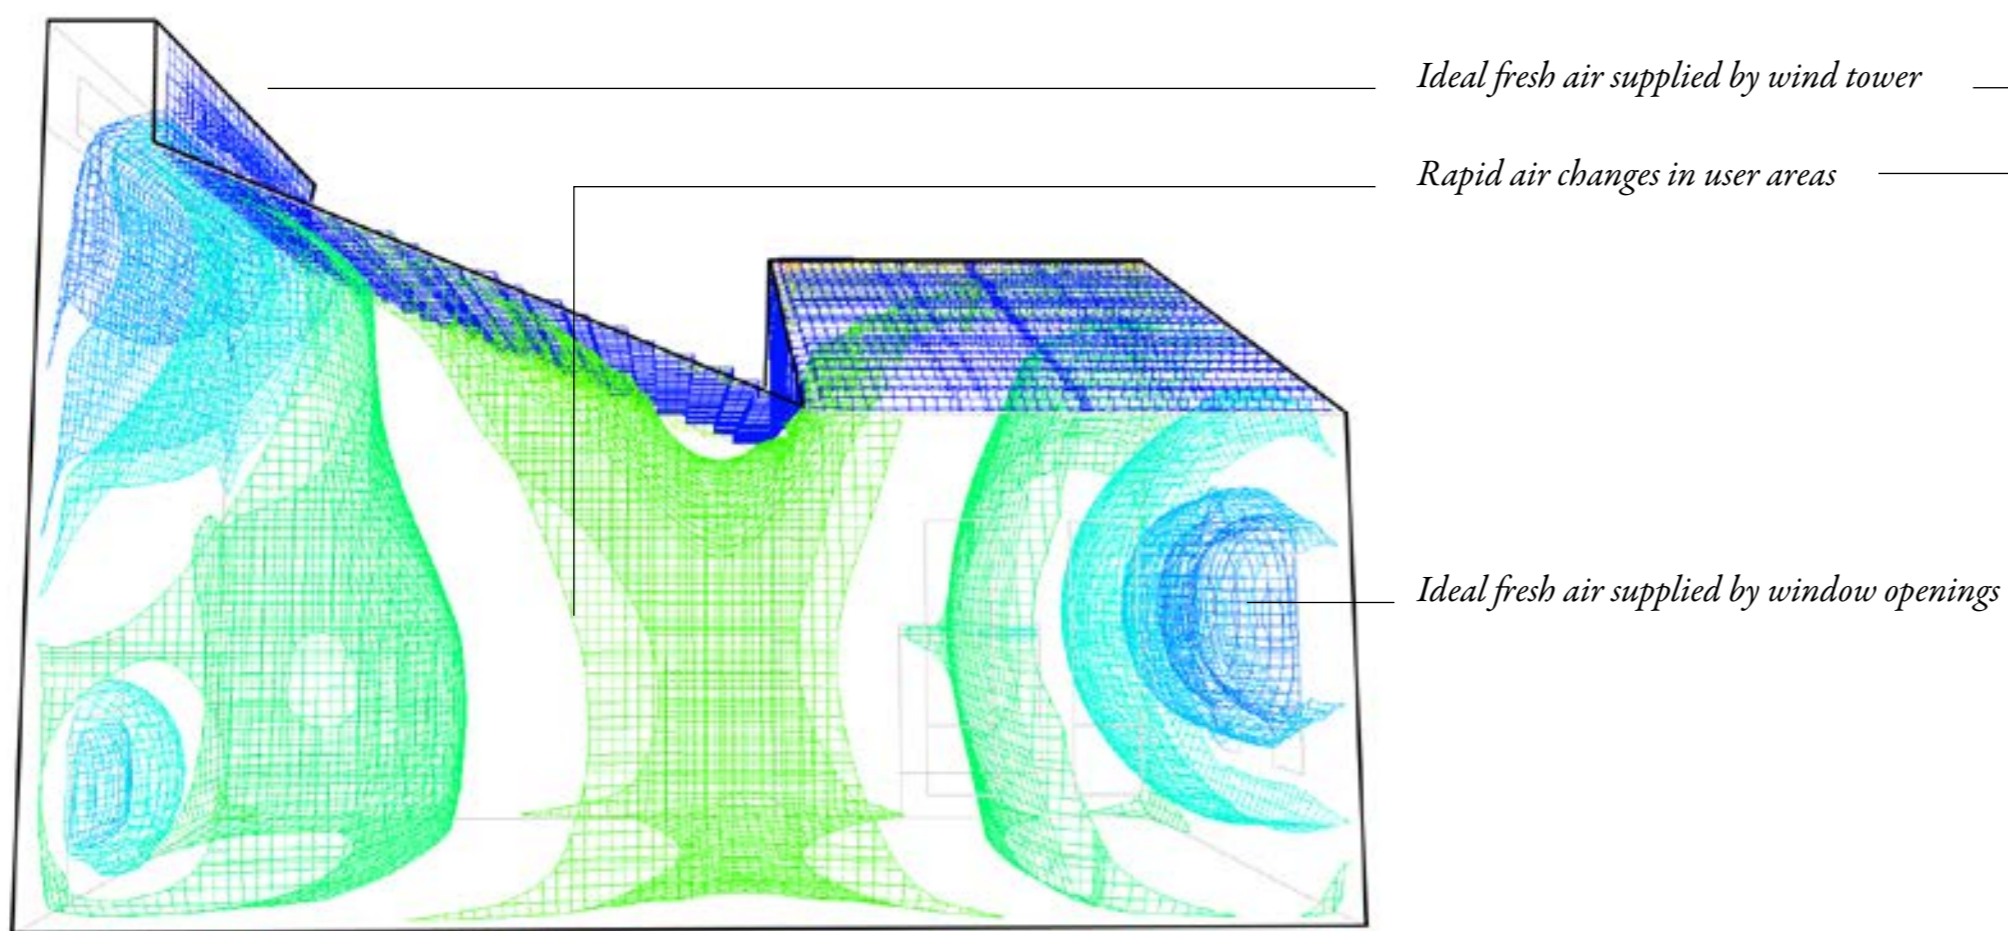 Ideal fresh air supplied by wind tower
Rapid air changes in user areas
Ideal fresh air supplied by window openings